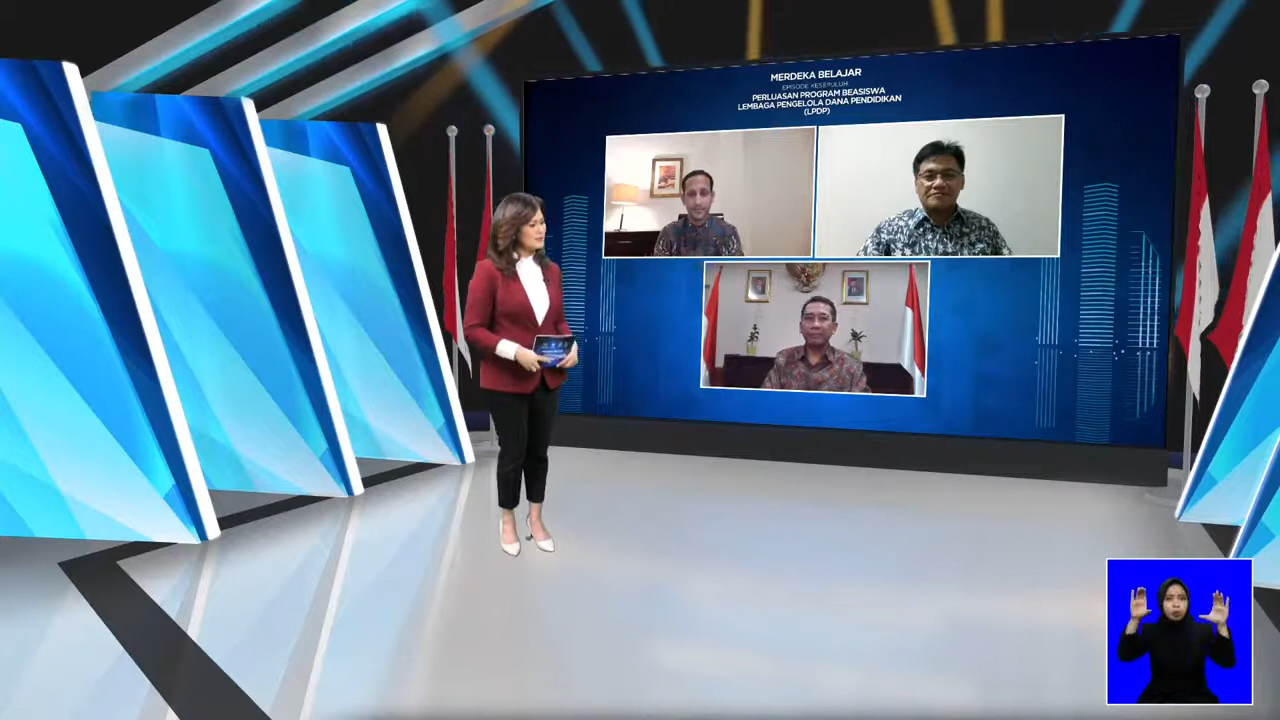 MERDEKA BELAJAR
EPISODE KESEPULUH
PERLUASAN PROGRAM BEASISWA
LEMBAGA PENGELOLA DANA PENDIDIKAN
(LPDP)